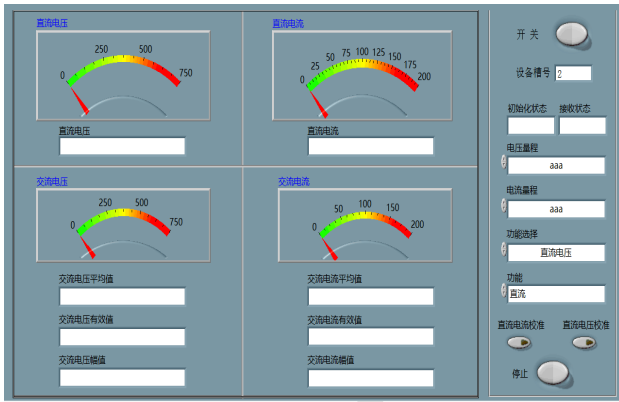 直流电压
0 250 500 750
直流电压
直流电流
0 25 50 75 100 125 150 175 200
直流电流
交流电压
0 250 500 750
交流电压平均值
交流电压有效值
交流电压幅值
交流电流
0 50 100 150 200
交流电流平均值
交流电流有效值
交流电流幅值
开 关
设备槽号 2
初始化状态 接收状态
电压量程
aaa
电流量程
aaa
功能选择
直流电压
功能
直流
直流电流校准 直流电压校准
停止